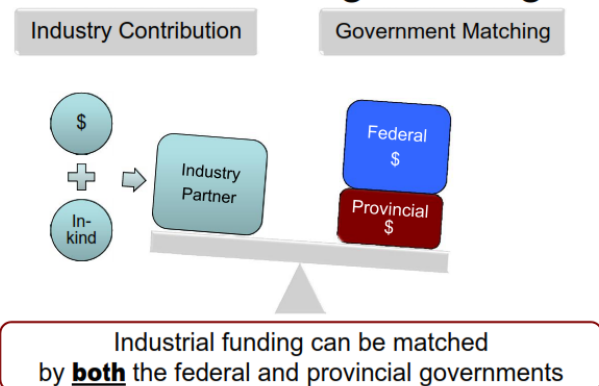 Industry Contribution
Government Matching
$
In-
kind
Industry
Partner
Federal
$
Provincial
$
Industrial funding can be matched
by both the federal and provincial governments